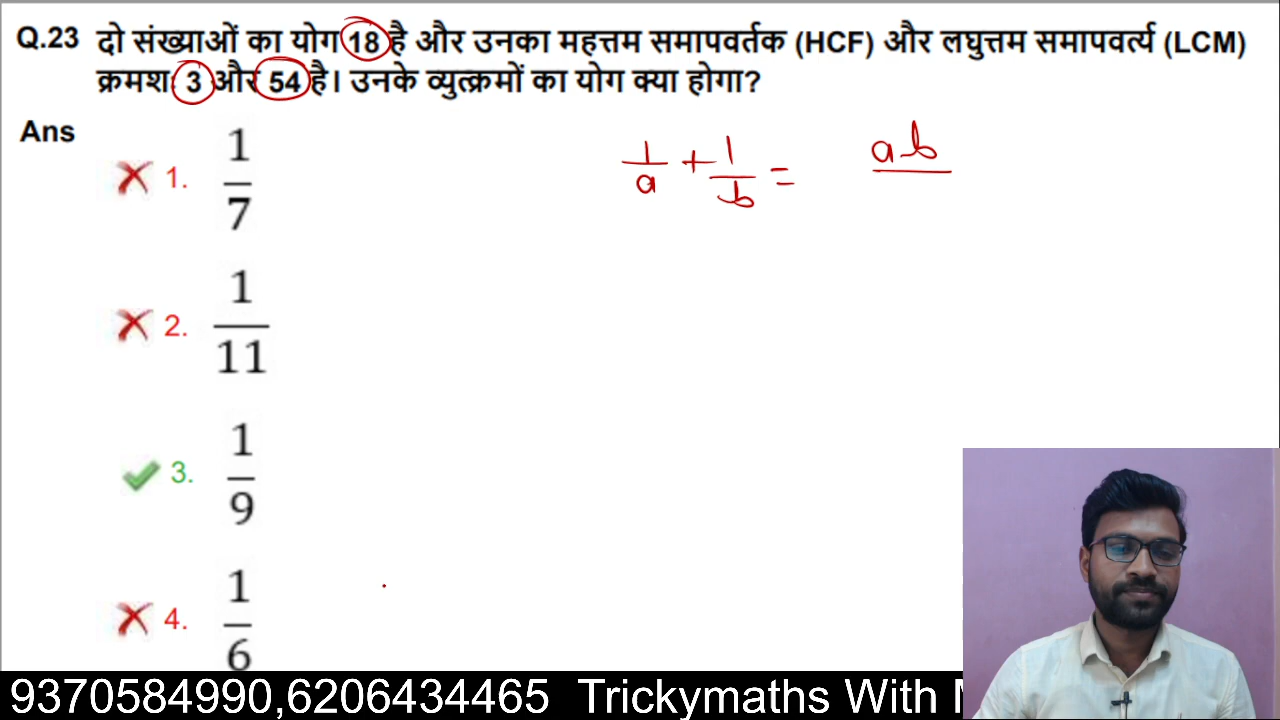 Q.23 दो संख्याओं का योग 18 है और उनका महत्तम समापवर्तक (HCF) और लघुत्तम समापवर्त्य (LCM)
क्रमश: 3 और 54 है। उनके व्युत्क्रमों का योग क्या होगा?
Ans
1. 1/7
2. 1/11
3. 1/9
4. 1/6
1/a + 1/b = ab
9370584990,6206434465 Trickymaths With